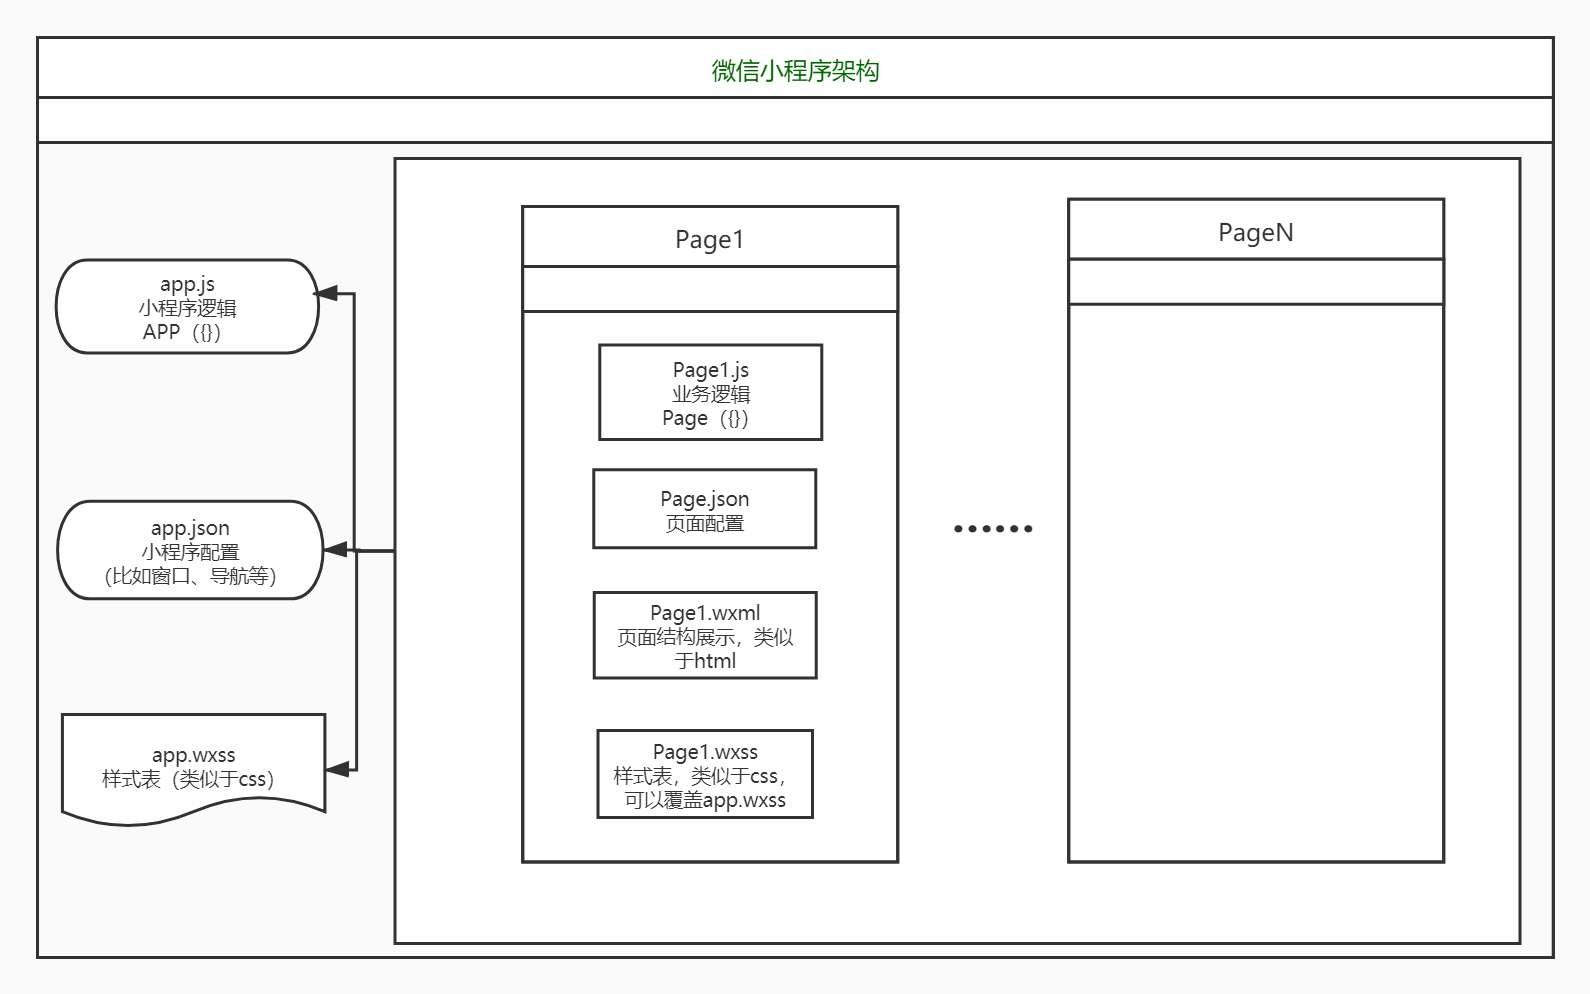 微信小程序架构
app.js
小程序逻辑
APP（{}）
app.json
小程序配置
（比如窗口、导航等）
app.wxss
样式表（类似于css）
Page1
Page1.js
业务逻辑
Page（{}）
Page.json
页面配置
Page1.wxml
页面结构展示，类似
于html
Page1.wxss
样式表，类似于css，
可以覆盖app.wxss
......
PageN